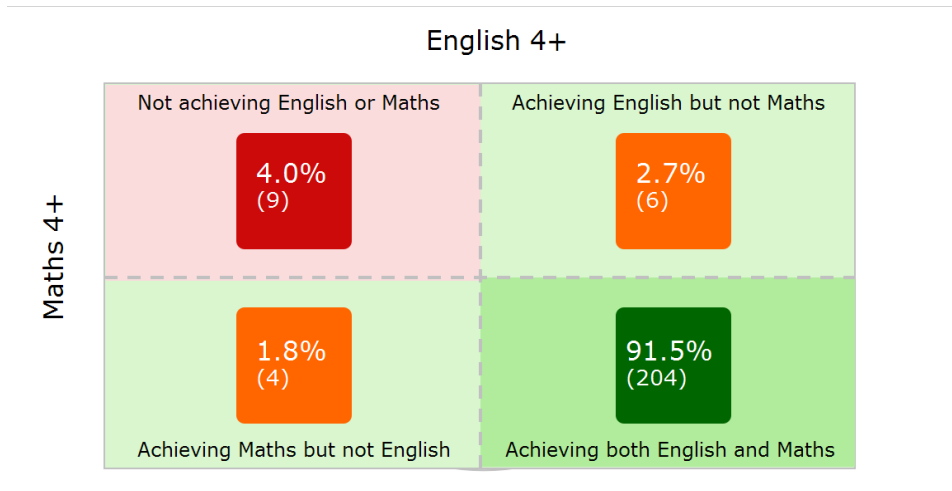 English 4+
Not achieving English or Maths
Achieving English but not Maths
4.0%
(9)
2.7%
(6)
Maths 4+
1.8%
(4)
91.5%
(204)
Achieving Maths but not English
Achieving both English and Maths